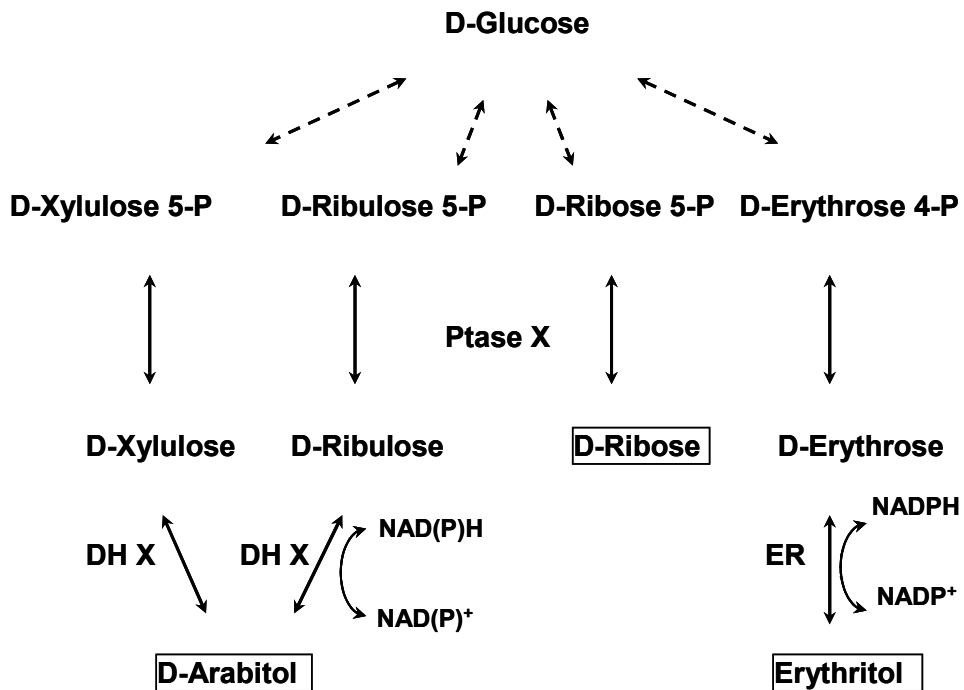 D-Glucose
D-Xylulose 5-P D-Ribulose 5-P D-Ribose 5-P D-Erythrose 4-P
Ptase X
D-Xylulose D-Ribulose D-Ribose D-Erythrose
NADPH
NAD(P)H
DH X DH X ER
NADP+
NAD(P)+
D-Arabitol Erythritol